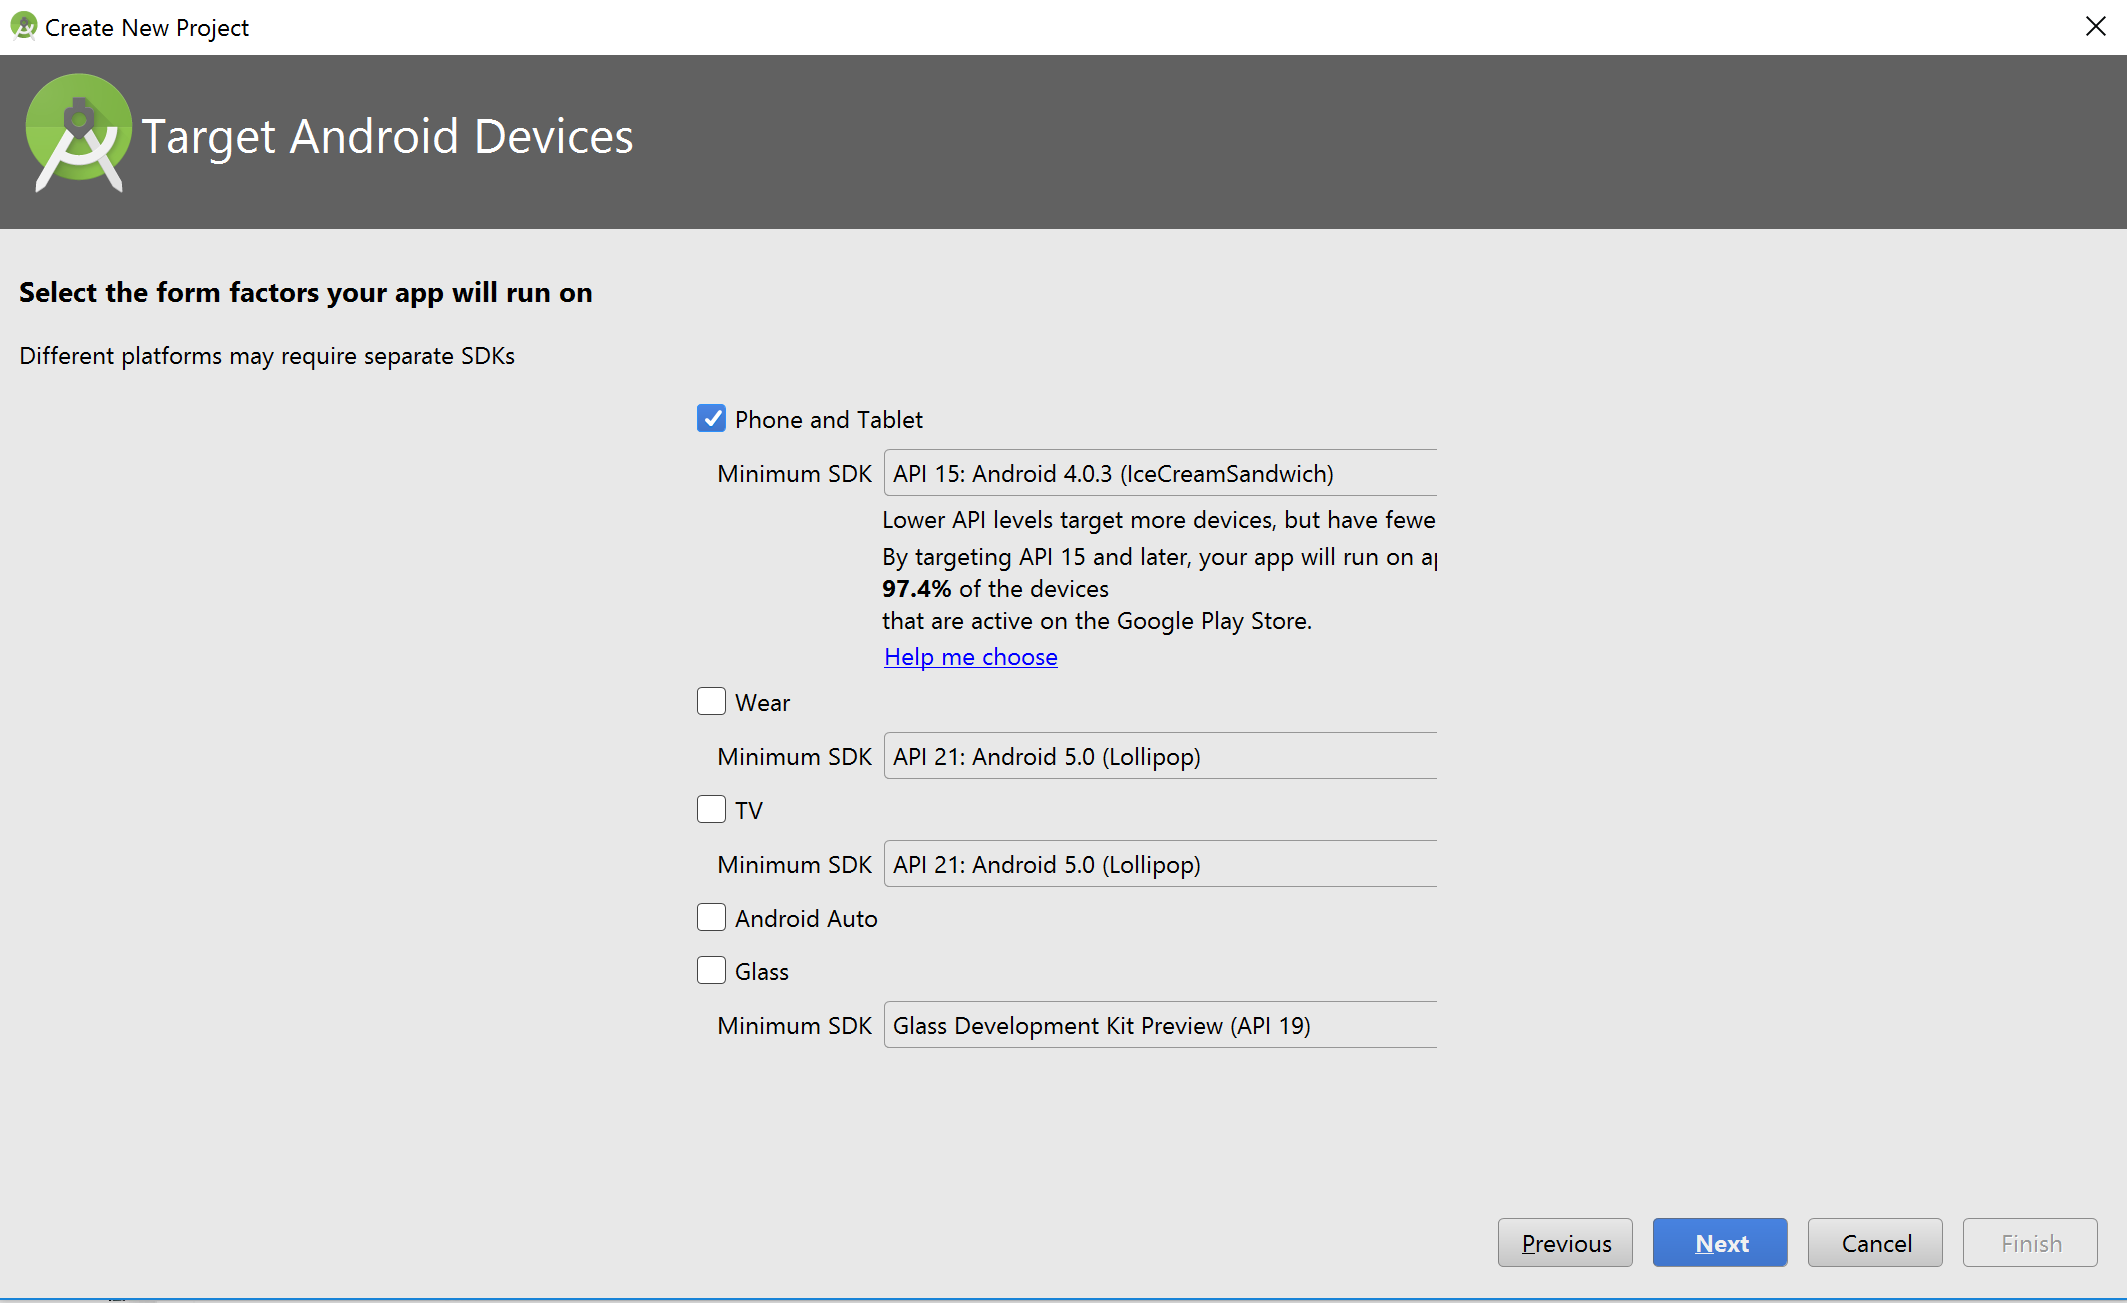 Create New Project
Target Android Devices
Select the form factors your app will run on
Different platforms may require separate SDKs
Phone and Tablet
Minimum SDK API 15: Android 4.0.3 (IceCreamSandwich)
Lower API levels target more devices, but have fewe
By targeting API 15 and later, your app will run on
97.4% of the devices
that are active on the Google Play Store.
Help me choose
Wear
Minimum SDK API 21: Android 5.0 (Lollipop)
TV
Minimum SDK API 21: Android 5.0 (Lollipop)
Android Auto
Glass
Minimum SDK Glass Development Kit Preview (API 19)
Previous Next Cancel Finish